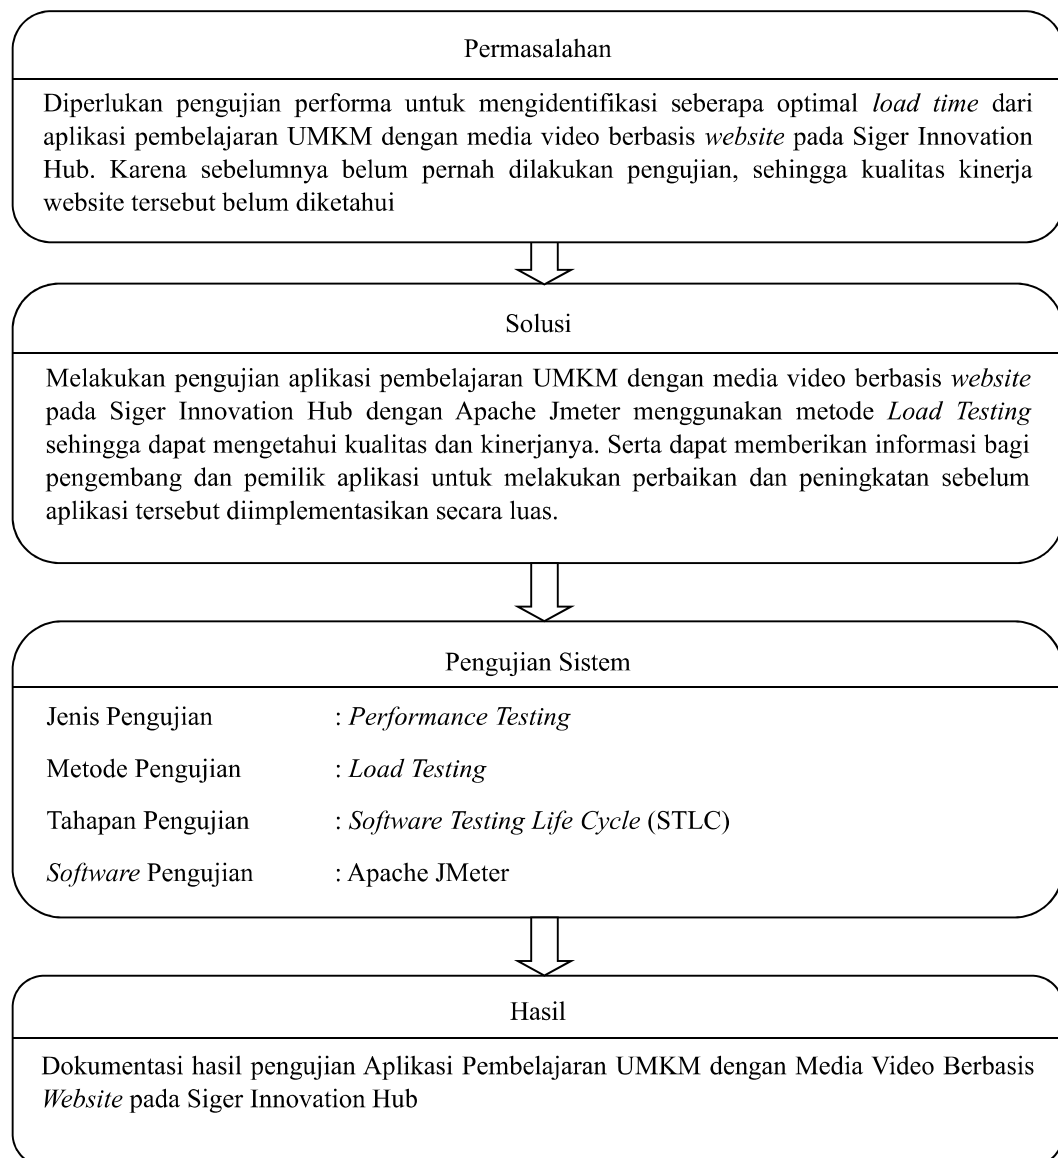 Permasalahan
Diperlukan pengujian performa untuk mengidentifikasi seberapa optimal load time dari
aplikasi pembelajaran UMKM dengan media video berbasis website pada Siger Innovation
Hub. Karena sebelumnya belum pernah dilakukan pengujian, sehingga kualitas kinerja
website tersebut belum diketahui
Solusi
Melakukan pengujian aplikasi pembelajaran UMKM dengan media video berbasis website
pada Siger Innovation Hub dengan Apache Jmeter menggunakan metode Load Testing
sehingga dapat mengetahui kualitas dan kinerjanya. Serta dapat memberikan informasi bagi
pengembang dan pemilik aplikasi untuk melakukan perbaikan dan peningkatan sebelum
aplikasi tersebut diimplementasikan secara luas.
Pengujian Sistem
Jenis Pengujian : Performance Testing
Metode Pengujian : Load Testing
Tahapan Pengujian : Software Testing Life Cycle (STLC)
Software Pengujian : Apache JMeter
Hasil
Dokumentasi hasil pengujian Aplikasi Pembelajaran UMKM dengan Media Video Berbasis
Website pada Siger Innovation Hub